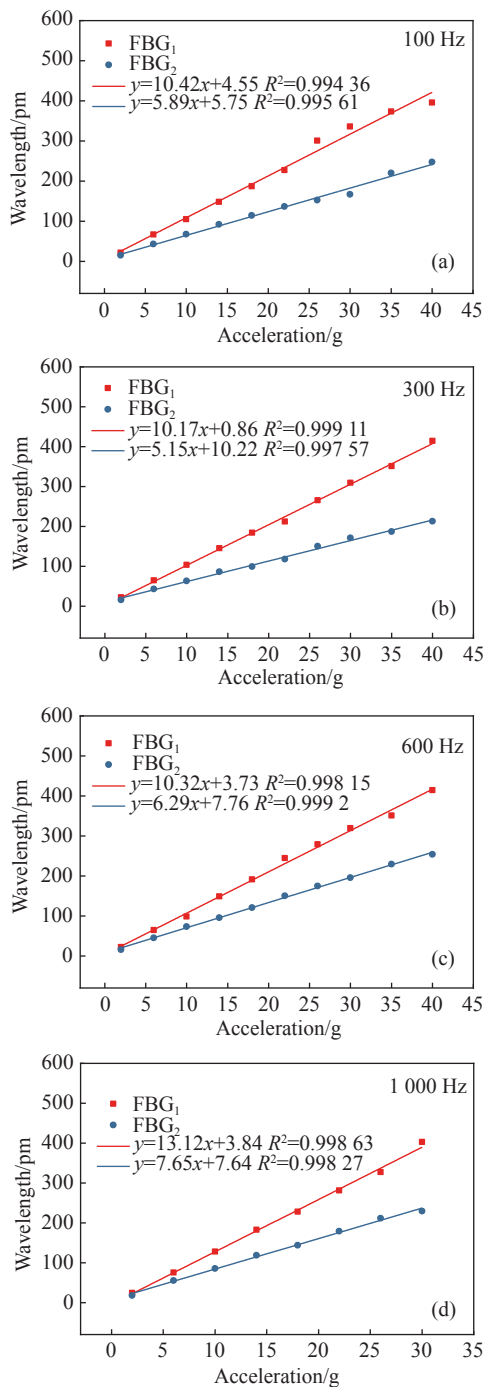 600
500
400
300
200
100
0
Wavelength/pm
FBG₁
FBG₂
y=10.42x+4.55 R²=0.994 36
y=5.89x+5.75 R²=0.995 61
100 Hz
(a)
0 5 10 15 20 25 30 35 40 45
Acceleration/g
600
500
400
300
200
100
0
Wavelength/pm
FBG₁
FBG₂
y=10.17x+0.86 R²=0.999 11
y=5.15x+10.22 R²=0.997 57
300 Hz
(b)
0 5 10 15 20 25 30 35 40 45
Acceleration/g
600
500
400
300
200
100
0
Wavelength/pm
FBG₁
FBG₂
y=10.32x+3.73 R²=0.998 15
y=6.29x+7.76 R²=0.999 2
600 Hz
(c)
0 5 10 15 20 25 30 35 40 45
Acceleration/g
600
500
400
300
200
100
0
Wavelength/pm
FBG₁
FBG₂
y=13.12x+3.84 R²=0.998 63
y=7.65x+7.64 R²=0.998 27
1 000 Hz
(d)
0 5 10 15 20 25 30 35
Acceleration/g